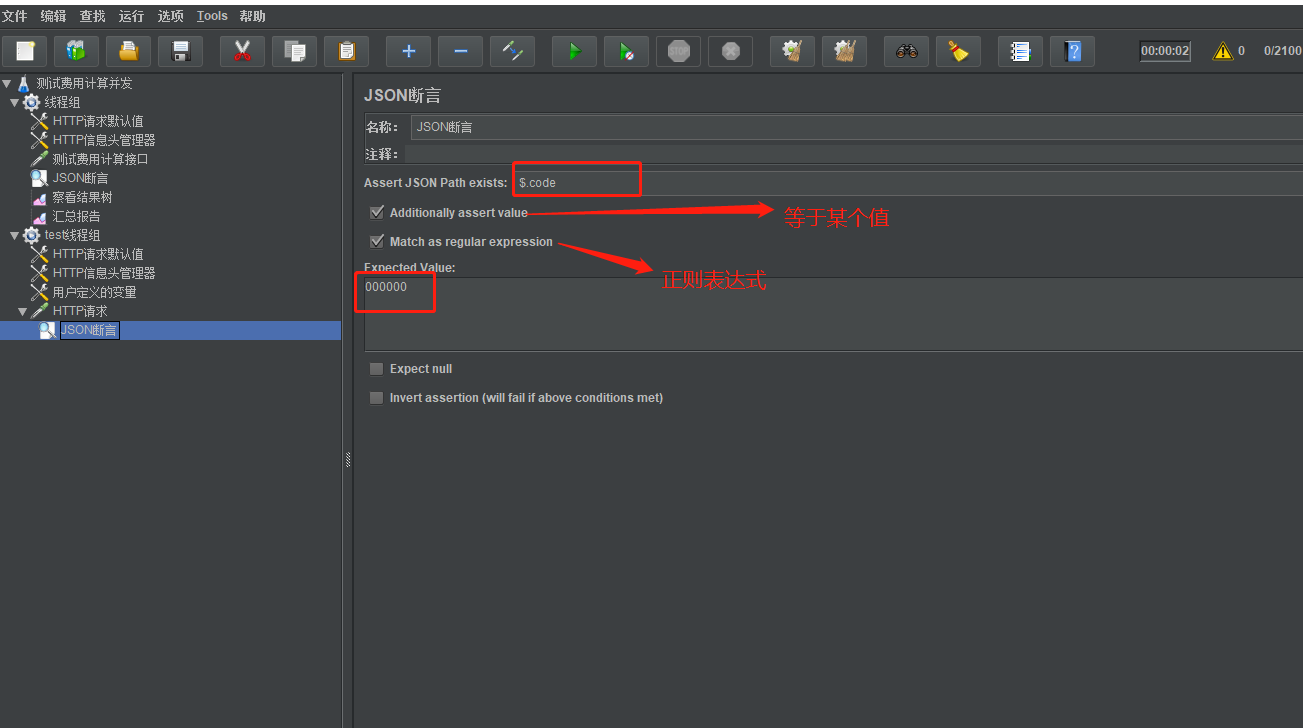 文件 编辑 查找 运行 选项 Tools 帮助
STOP
00:00:02 0 0/2100
测试费用计算并发
线程组
HTTP请求默认值
HTTP信息头管理器
测试费用计算接口
JSON断言
察看结果树
汇总报告
test线程组
HTTP请求默认值
HTTP信息头管理器
用户定义的变量
HTTP请求
JSON断言
JSON断言
名称： JSON断言
注释：
Assert JSON Path exists: $.code
Additionally assert value 等于某个值
Match as regular expression
正则表达式
Expected Value:
000000
Expect null
Invert assertion (will fail if above conditions met)